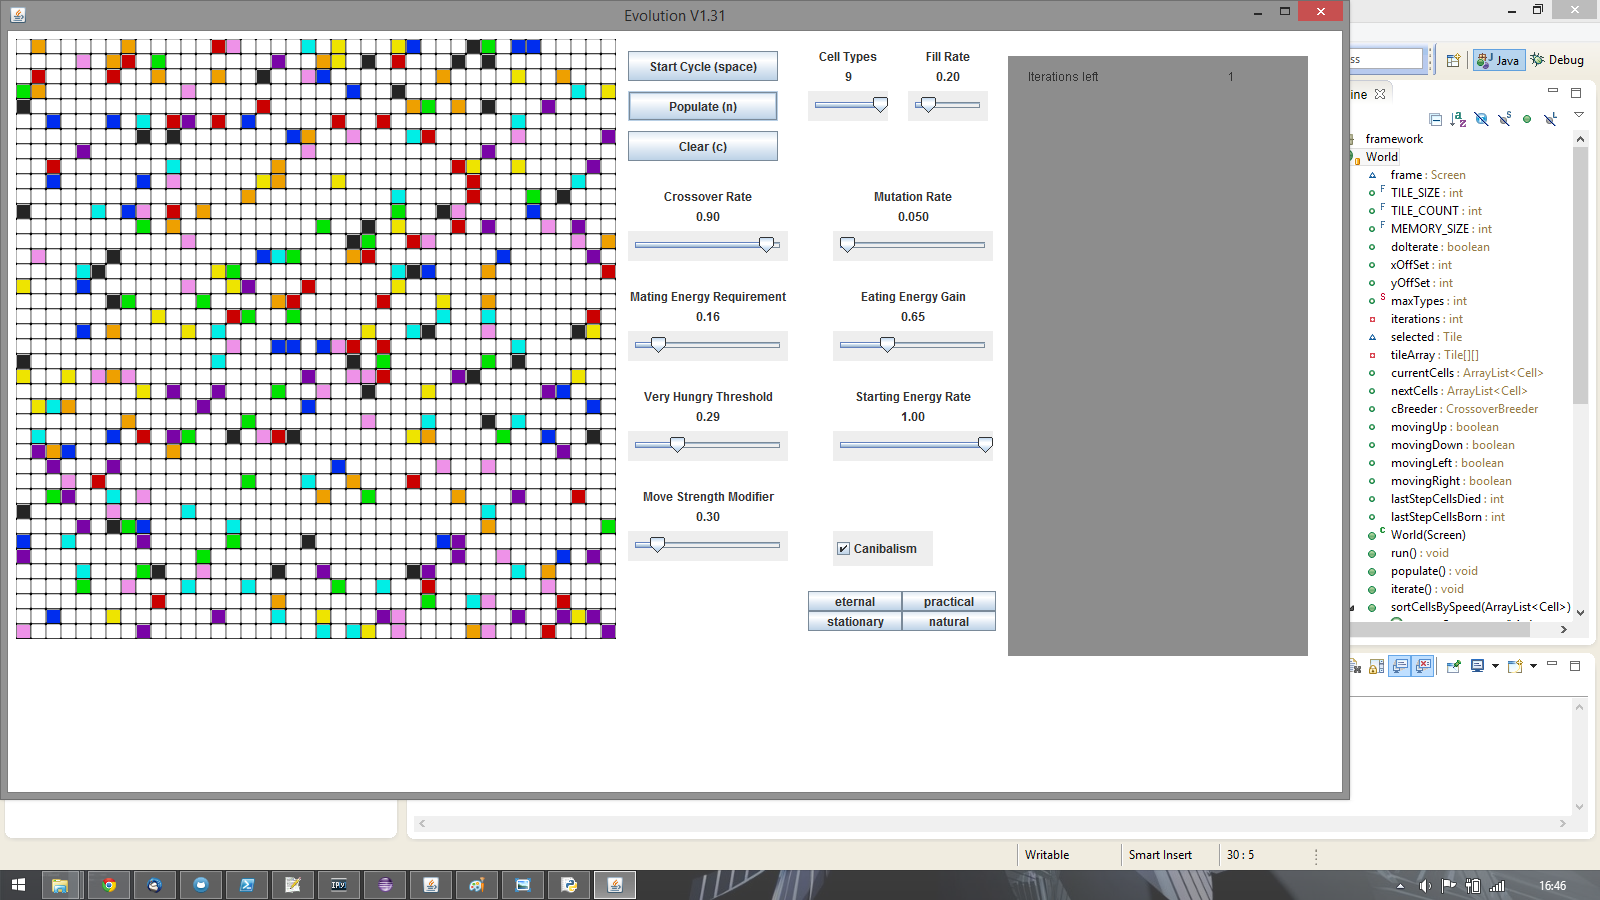 Evolution V1.31
Start Cycle (space)
Populate (n)
Clear (c)
Cell Types
9
Fill Rate
0.20
Crossover Rate
0.90
Mutation Rate
0.050
Mating Energy Requirement
0.16
Eating Energy Gain
0.65
Very Hungry Threshold
0.29
Starting Energy Rate
1.00
Move Strength Modifier
0.30
Canibalism
eternal
practical
stationary
natural
Iterations left 1
ss
Java
Debug
ine
framework
World
frame : Screen
TILE_SIZE : int
TILE_COUNT : int
MEMORY_SIZE : int
doIterate : boolean
xOffSet : int
yOffSet : int
maxTypes : int
iterations : int
selected : Tile
tileArray : Tile[][]
currentCells : ArrayList<Cell>
nextCells : ArrayList<Cell>
cBreeder : CrossoverBreeder
movingUp : boolean
movingDown : boolean
movingLeft : boolean
movingRight : boolean
lastStepCellsDied : int
lastStepCellsBorn : int
World(Screen)
run() : void
populate() : void
iterate() : void
sortCellsBySpeed(ArrayList<Cell>)
Writable
Smart Insert
30 : 5
IPy
16:46